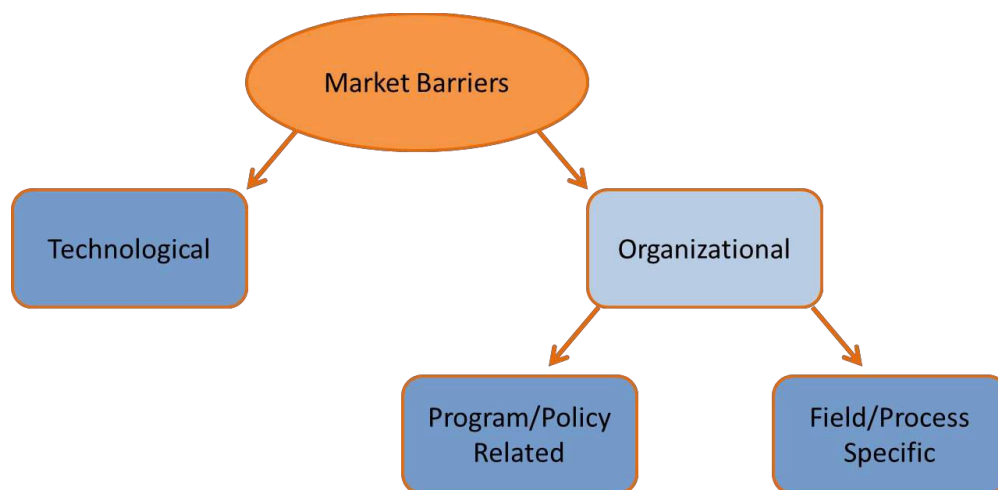 Market Barriers
Technological
Organizational
Program/Policy
Related
Field/Process
Specific